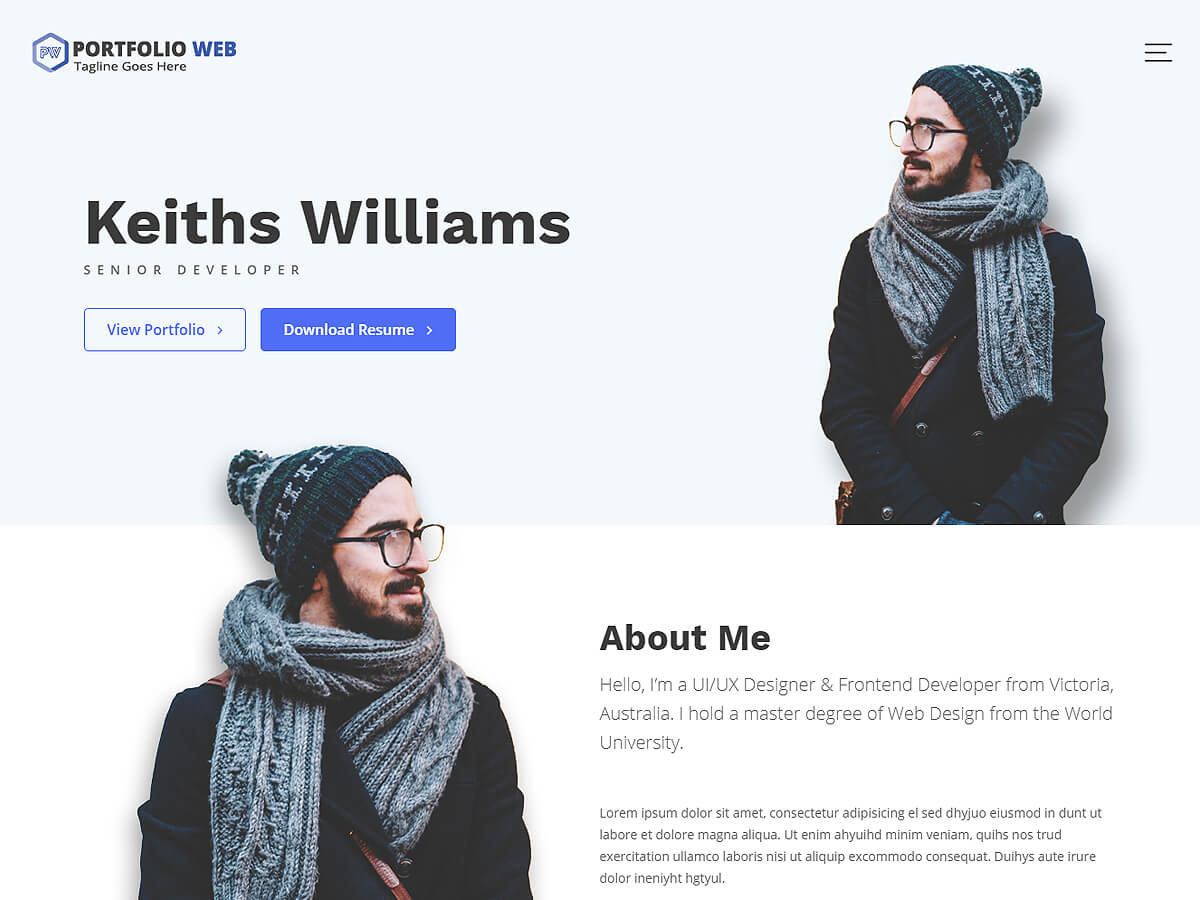 PW
PORTFOLIO WEB
Tagline Goes Here
Keiths Williams
SENIOR DEVELOPER
View Portfolio
Download Resume
About Me
Hello, I’m a UI/UX Designer & Frontend Developer from Victoria,
Australia. I hold a master degree of Web Design from the World
University.
Lorem ipsum dolor sit amet, consectetur adipisicing el sed dhyjuo eiusmod in dunt ut
labore et dolore magna aliqua. Ut enim ahyuihd minim veniam, quihs nos trud
exercitation ullamco laboris nisi ut aliquip excommodo consequat. Duihys aute irure
dolor ineniyht hgtyul.